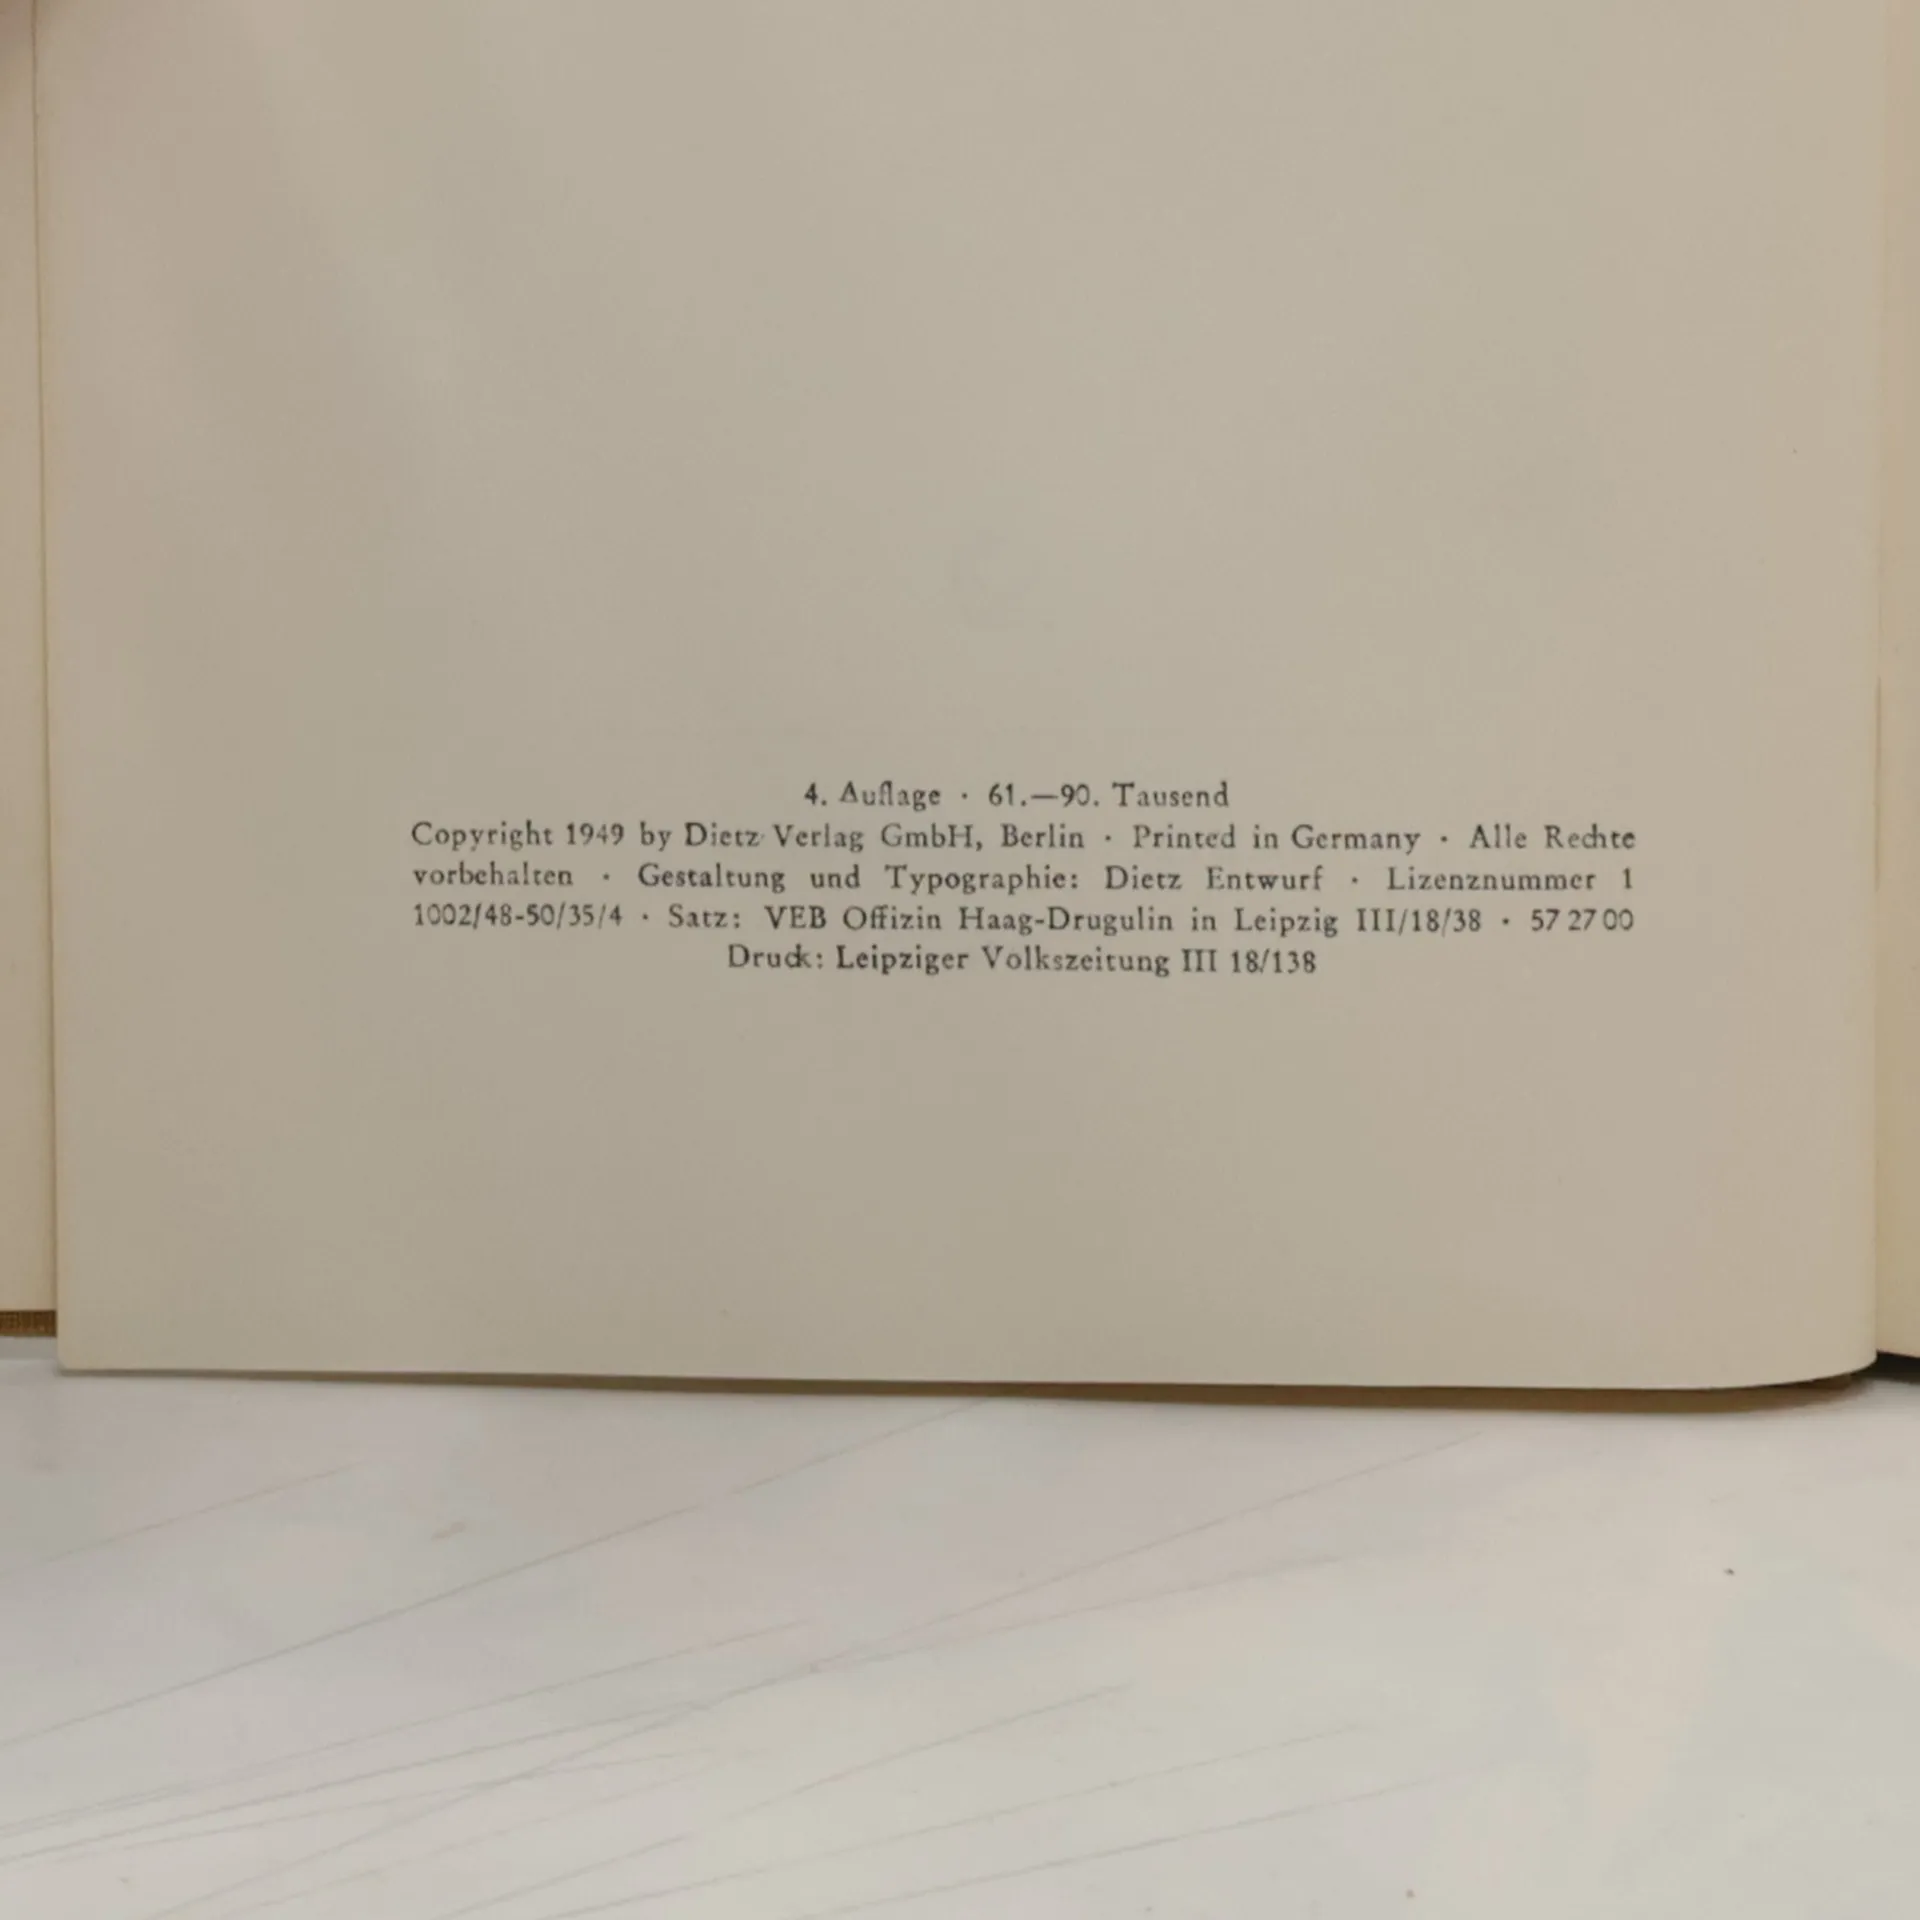 4. Auflage · 61.—90. Tausend
Copyright 1949 by Dietz Verlag GmbH, Berlin · Printed in Germany · Alle Rechte
vorbehalten · Gestaltung und Typographie: Dietz Entwurf · Lizenznummer 1
1002/48-50/35/4 · Satz: VEB Offizin Haag-Drugulin in Leipzig III/18/38 · 57 27 00
Druck: Leipziger Volkszeitung III 18/138